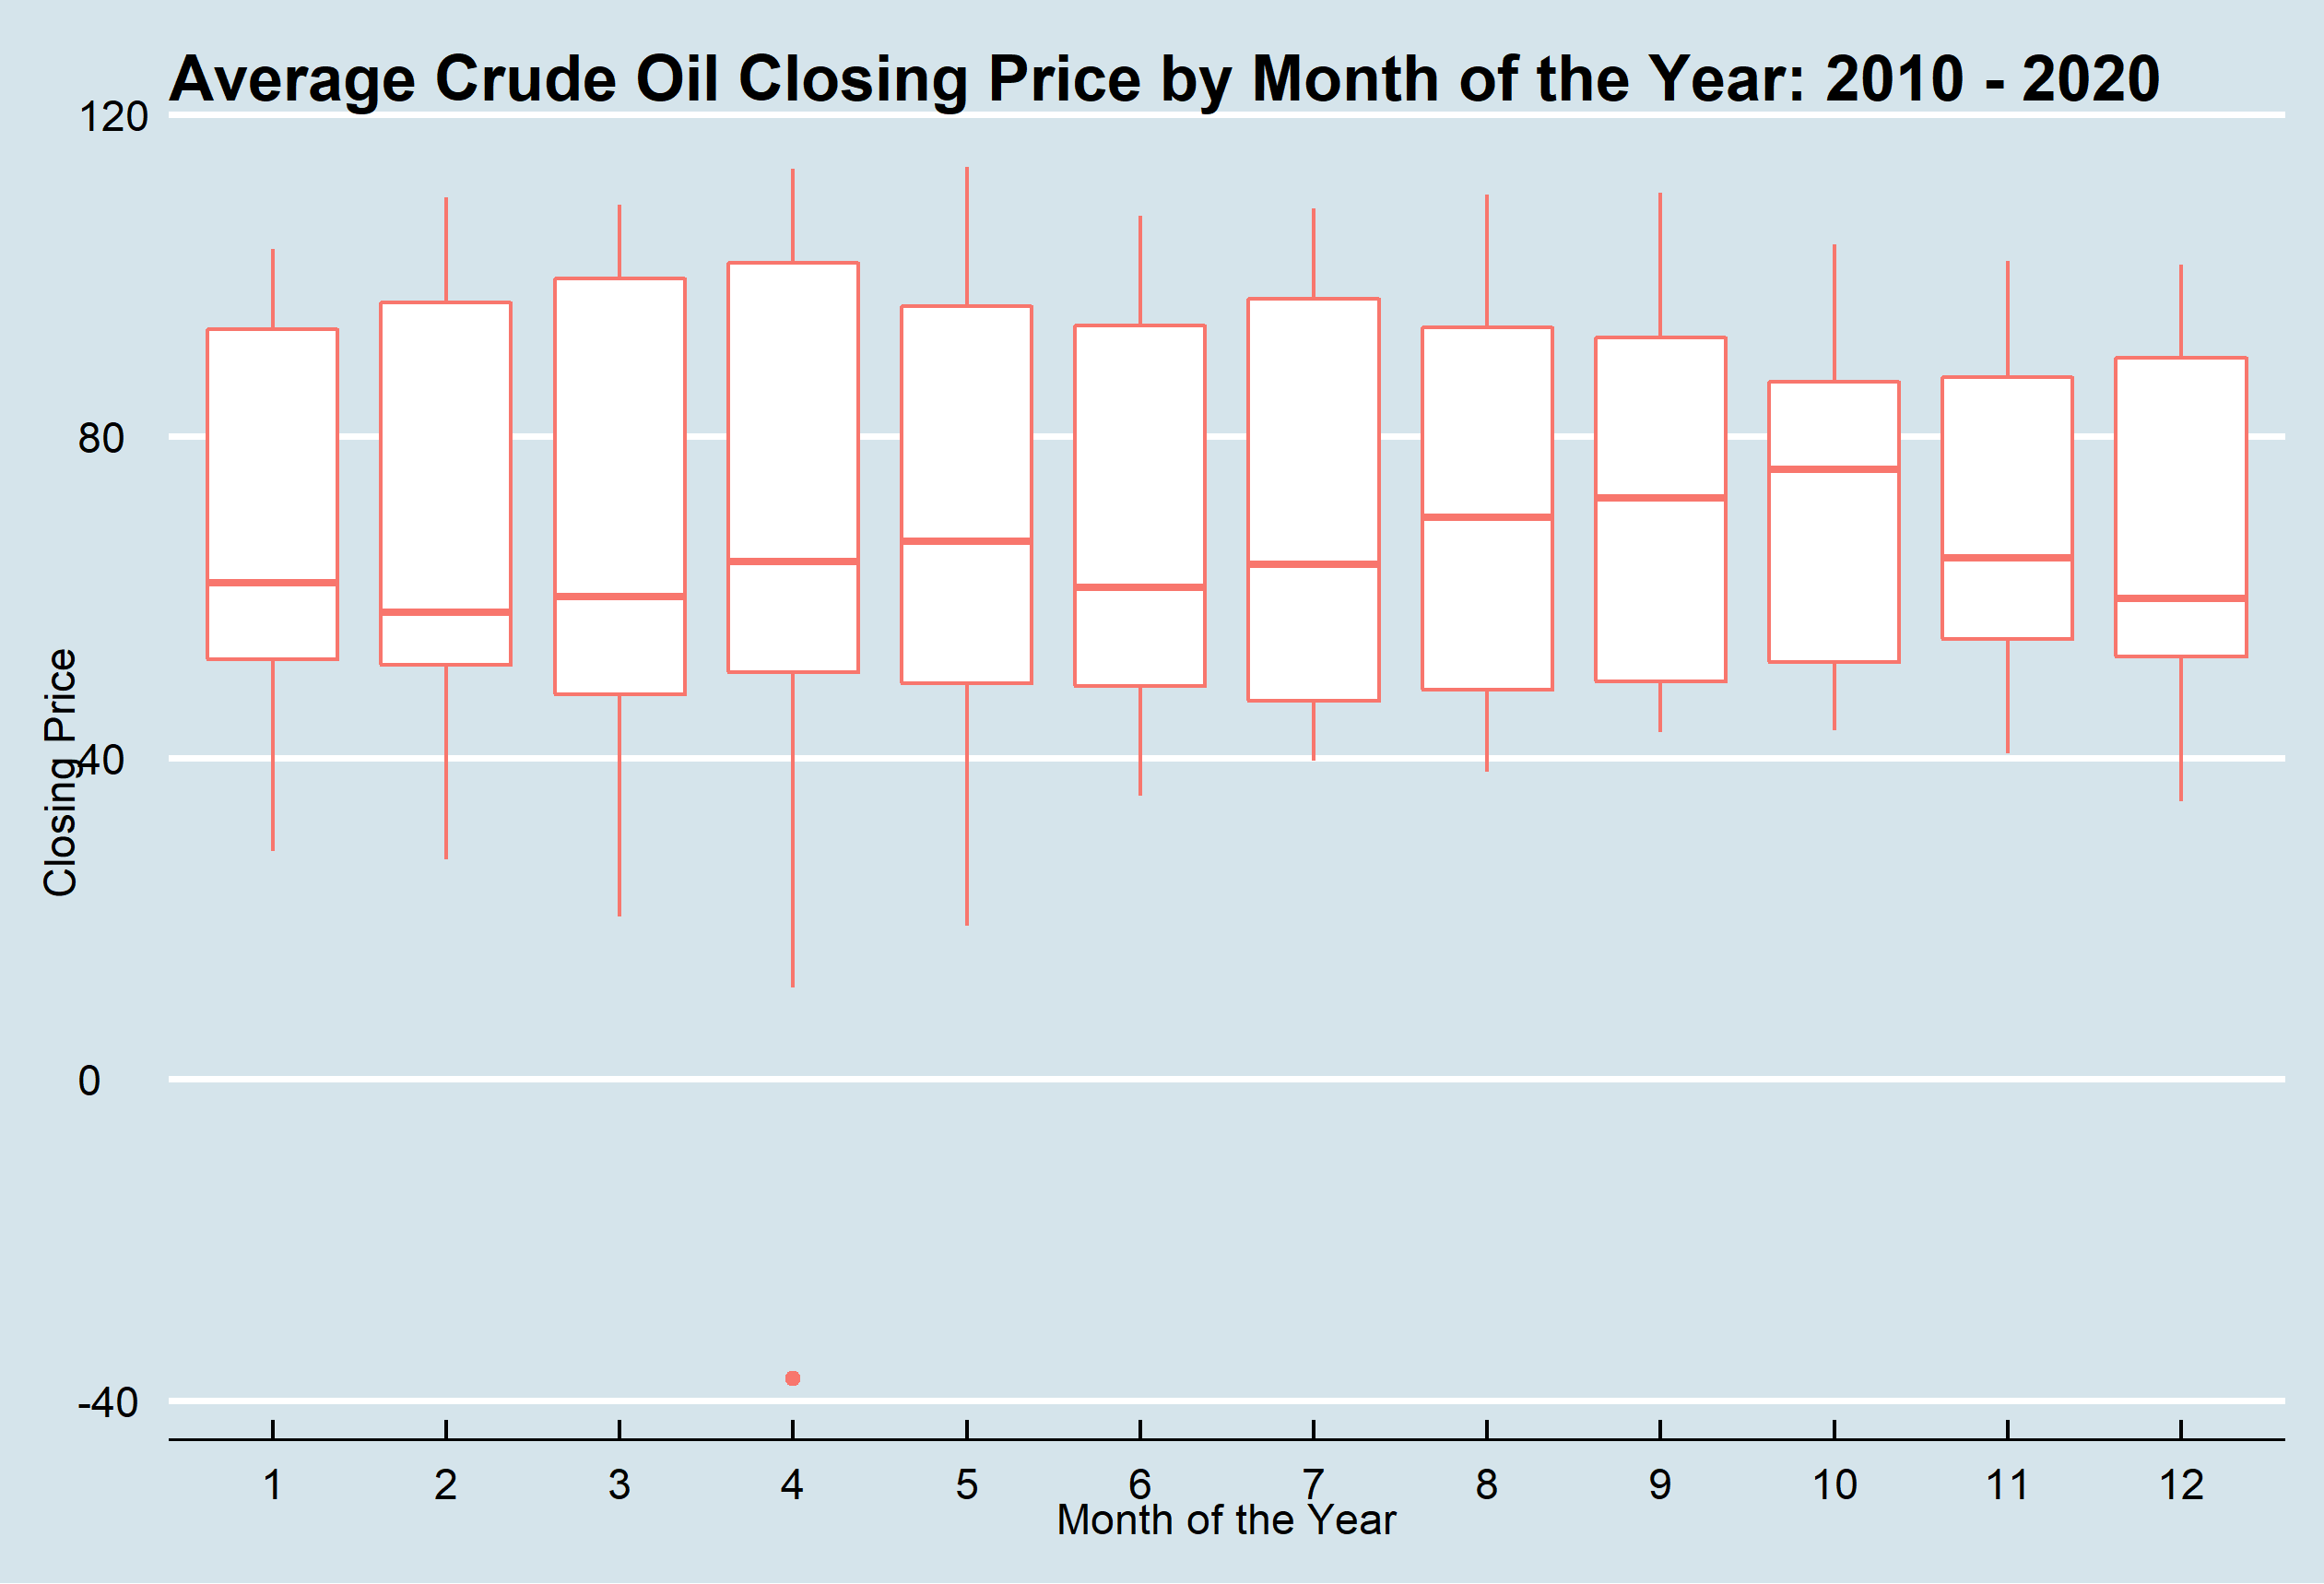 Average Crude Oil Closing Price by Month of the Year: 2010 - 2020
120
80
40
0
-40
Closing Price
1 2 3 4 5 6 7 8 9 10 11 12
Month of the Year